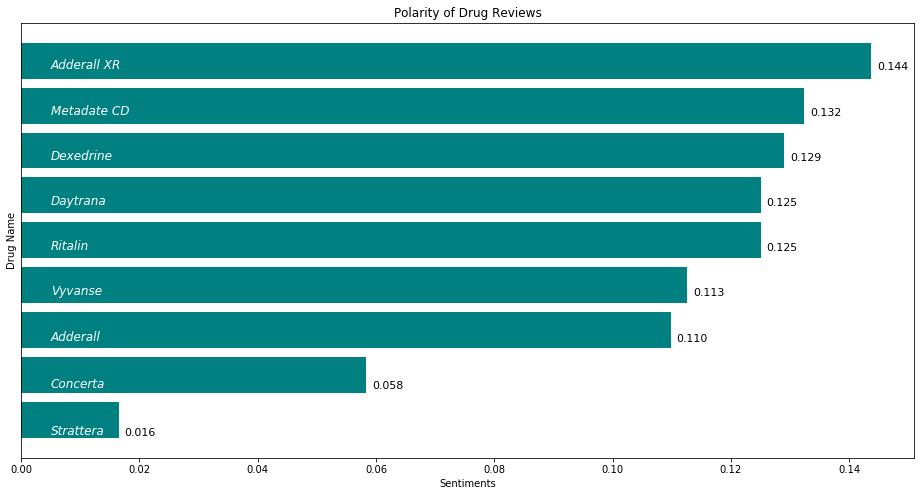 Polarity of Drug Reviews
Drug Name
Adderall XR 0.144
Metadate CD 0.132
Dexedrine 0.129
Daytrana 0.125
Ritalin 0.125
Vyvanse 0.113
Adderall 0.110
Concerta 0.058
Strattera 0.016
0.00 0.02 0.04 0.06 0.08 0.10 0.12 0.14
Sentiments